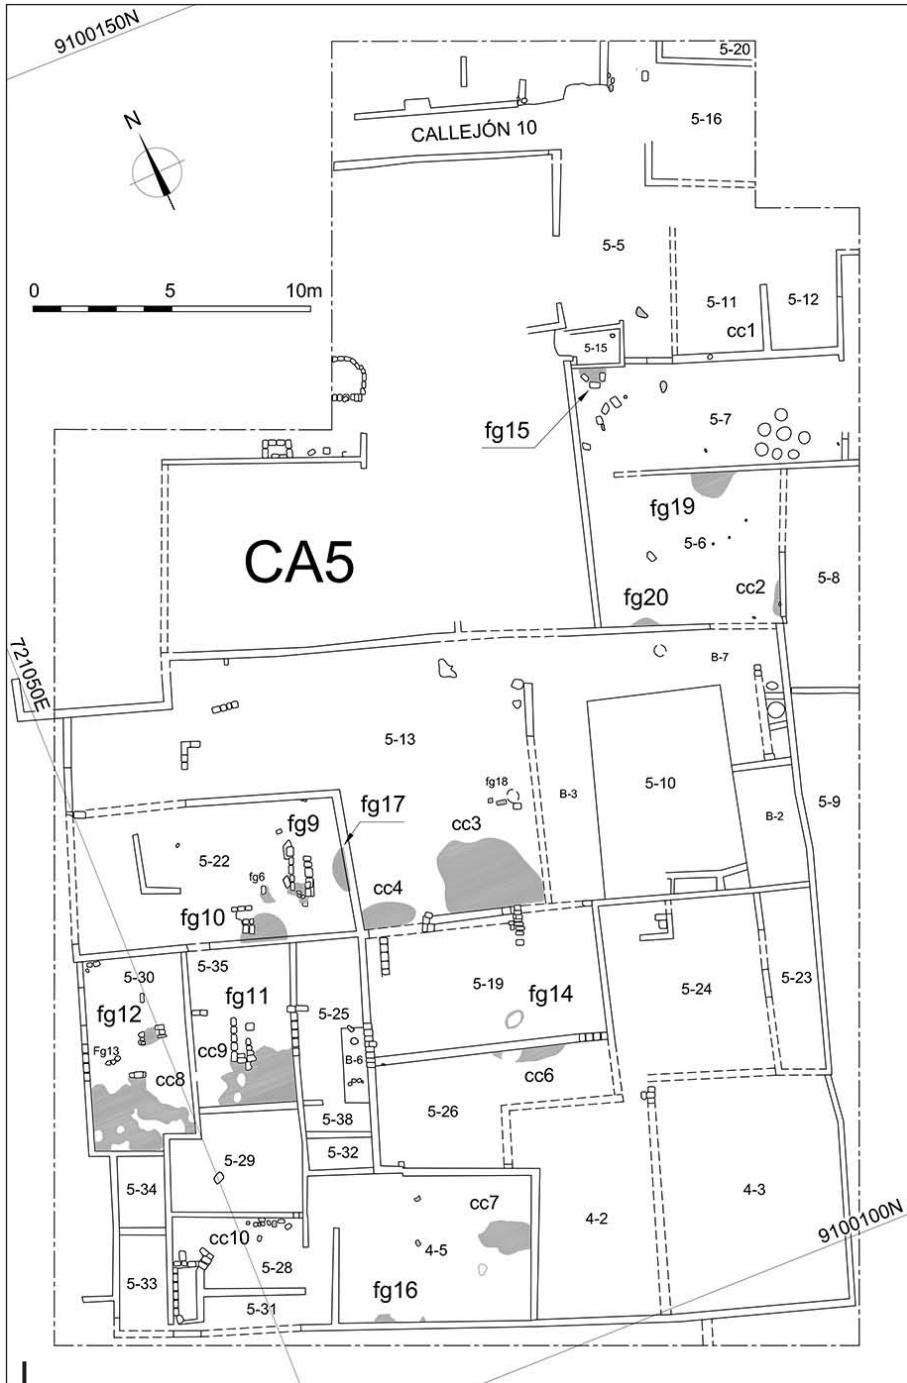 9100150N
5-20
N
5-16
CALLEJÓN 10
5-5
0 5 10m
5-11
5-12
cc1
5-15
fg15
5-7
fg19
CA5
5-6
5-8
cc2
fg20
721050E
B-7
5-13
fg18
5-10
B-3
fg17
cc3
B-2
5-9
fg9
5-22
fg6
cc4
fg10
5-30
5-35
5-19
5-24
5-23
fg12
fg11
fg14
5-25
Fg13
cc9
B-6
cc8
cc6
5-26
5-38
5-29
5-32
5-34
cc7
4-3
4-2
9100100N
cc10
4-5
5-28
5-33
fg16
5-31